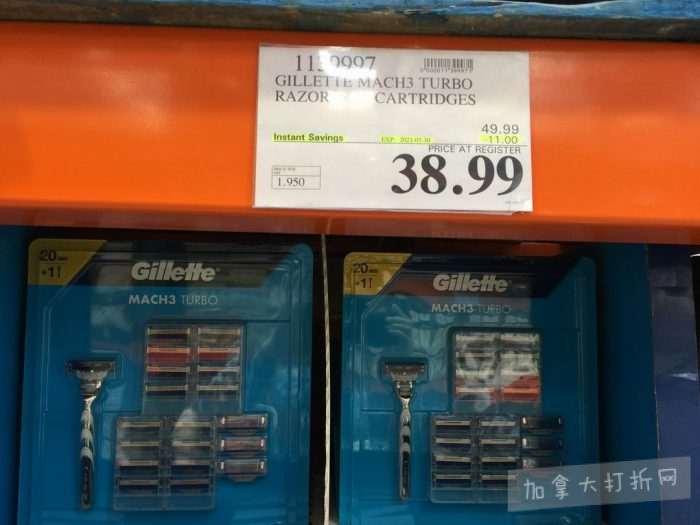 1139997
GILLETTE MACH3 TURBO
RAZOR CARTRIDGES
49.99
Instant Savings
11.00
PRICE AT REGISTER
38.99
1.950
20
+1
Gillette
MACH3 TURBO
20
+1
Gillette
MACH3 TURBO
加拿大打折网